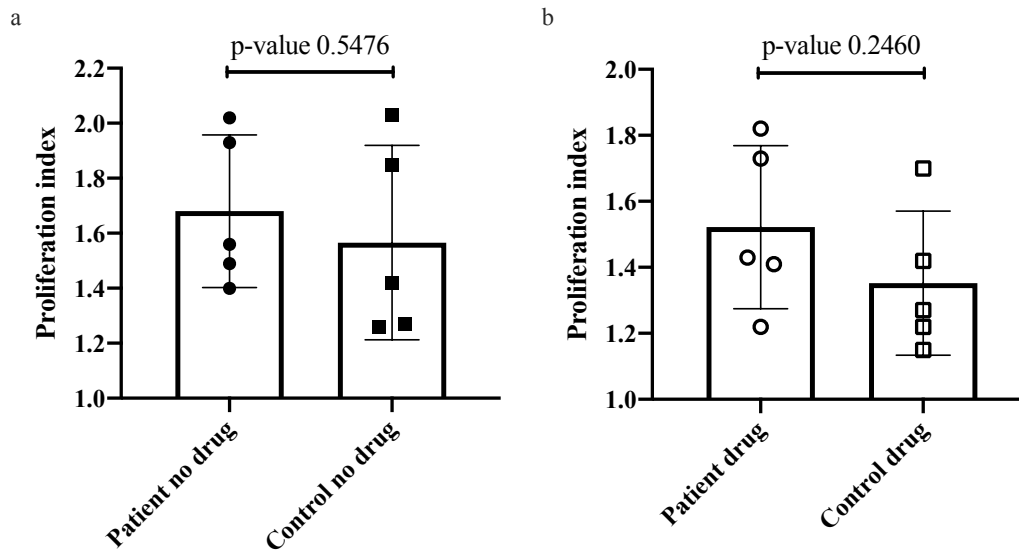 a
p-value 0.5476
Proliferation index
2.2
2.0
1.8
1.6
1.4
1.2
1.0
Patient no drug
Control no drug
b
p-value 0.2460
Proliferation index
2.0
1.8
1.6
1.4
1.2
1.0
Patient drug
Control drug